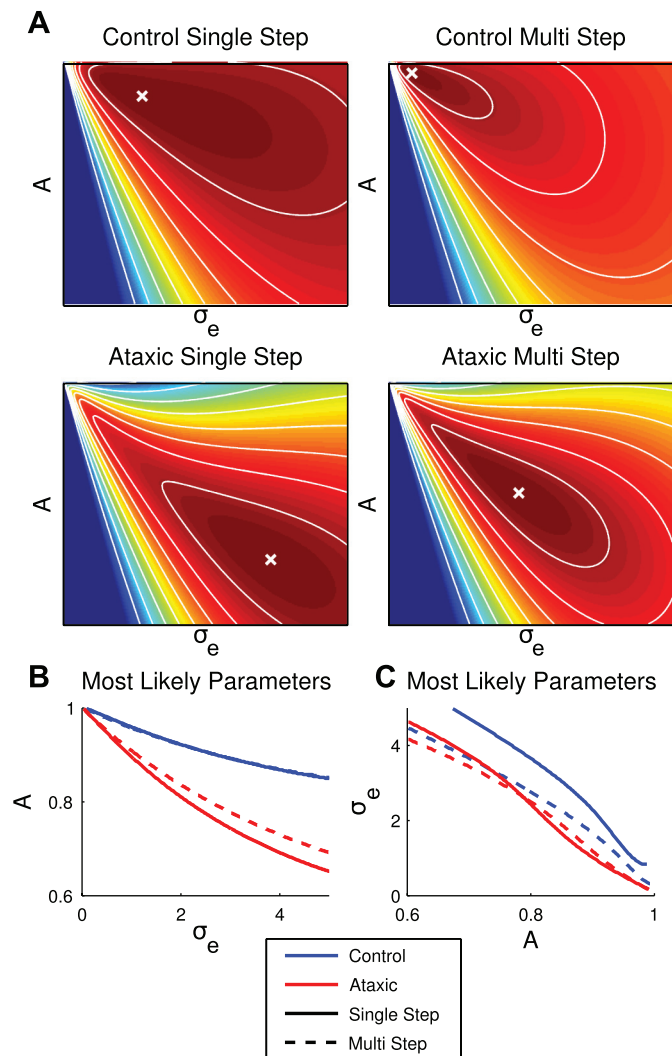 A
Control Single Step
Control Multi Step
A
σe
A
σe
Ataxic Single Step
Ataxic Multi Step
A
σe
A
σe
B
Most Likely Parameters
C
Most Likely Parameters
1
0.8
0.6
A
0
2
4
σe
4
2
0
σe
0.6
0.8
1
A
Control
Ataxic
Single Step
Multi Step